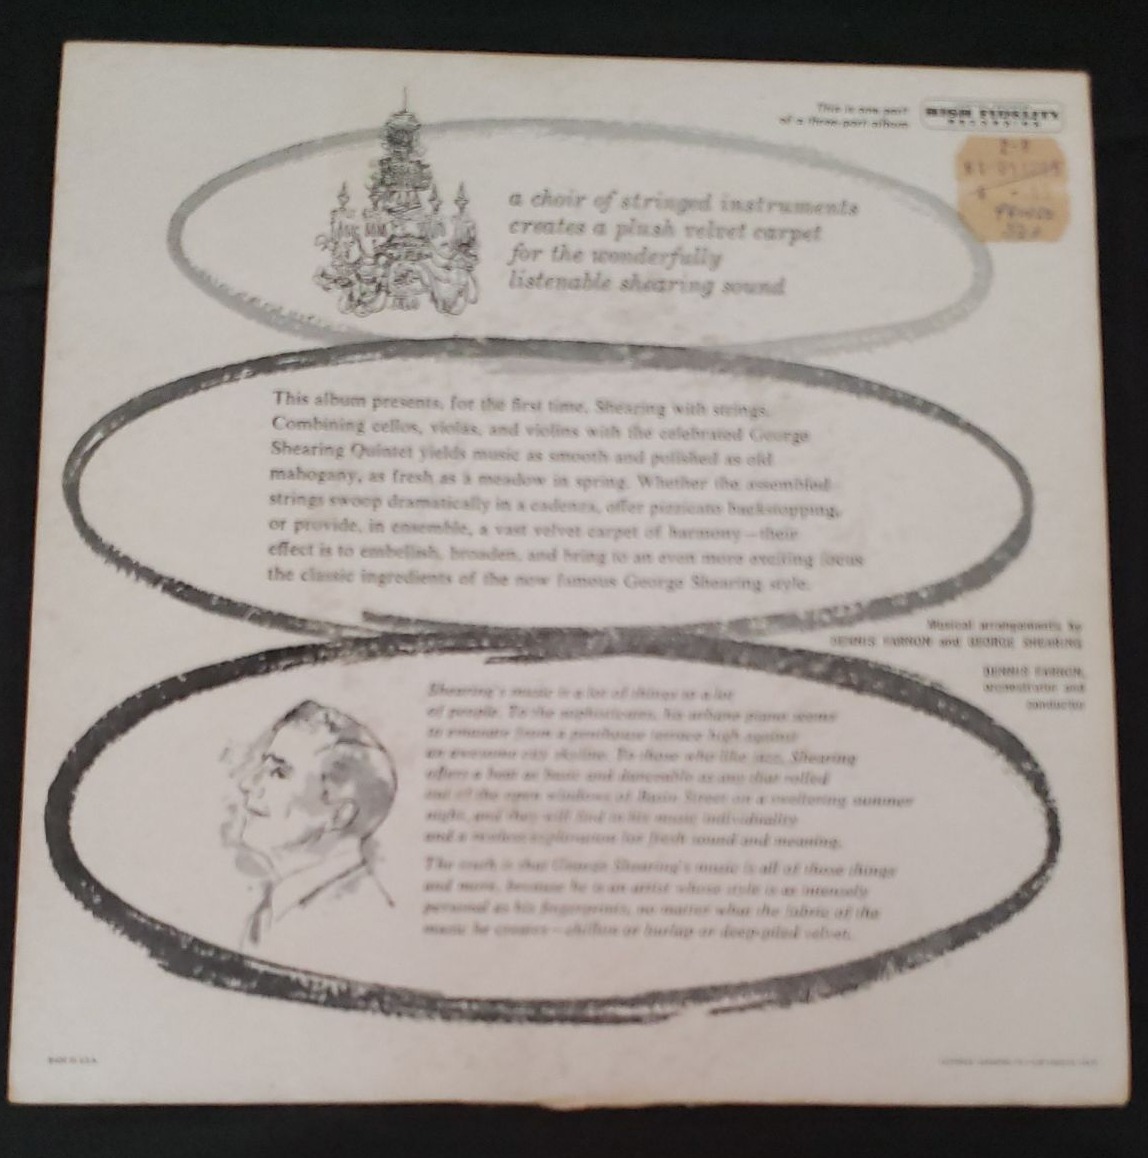 This is one part
of a three-part album
HIGH FIDELITY
RECORDING
a choir of stringed instruments
creates a plush velvet carpet
for the wonderfully
listenable shearing sound
This album presents, for the first time, Shearing with strings.
Combining cellos, violas, and violins with the celebrated George
Shearing Quintet yields music as smooth and polished as old
mahogany, as fresh as a meadow in spring. Whether the assembled
strings swoop dramatically in a cadenza, offer pizzicato backstopping,
or provide, in ensemble, a vast velvet carpet of harmony—their
effect is to embellish, broaden, and bring to an even more exciting focus
the classic ingredients of the now famous George Shearing style.
Musical arrangements by
DENNIS FARNON and GEORGE SHEARING
DENNIS FARNON,
orchestrator and
conductor
Shearing's music is a lot of things to a lot
of people. To the sophisticates, his urbane piano seems
to emanate from a penthouse terrace high against
an awesome city skyline. To those who like jazz, Shearing
offers a beat as basic and danceable as any that rolled
out of the open windows of Basin Street on a sweltering summer
night, and they will find in his music individuality
and a restless exploration for fresh sound and meaning.
The truth is that George Shearing's music is all of those things
and more, because he is an artist whose style is as intensely
personal as his fingerprints, no matter what the fabric of the
music he creates—chiffon or burlap or deep-piled velvet.
MADE IN U.S.A.